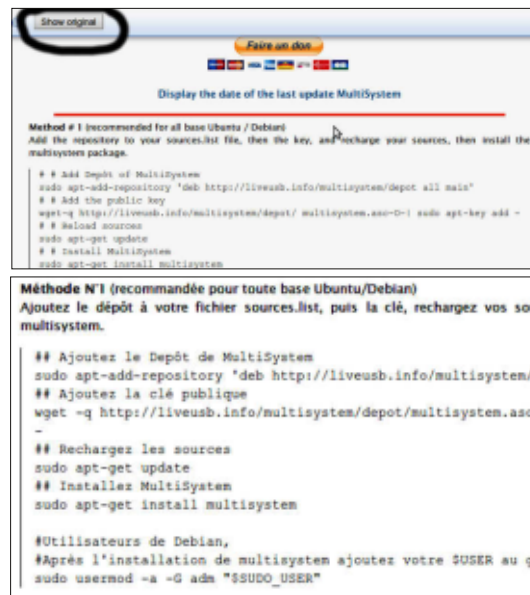 Show original
Faire un don
Display the date of the last update MultiSystem
Method # 1 (recommended for all base Ubuntu / Debian)
Add the repository to your sources.list file, then the key, and recharge your sources, then install the
multisystem package.
# # Add Depôt of MultiSystem
sudo apt-add-repository 'deb http://liveusb.info/multisystem/depot all main'
# # Add the public key
wget-q http://liveusb.info/multisystem/depot/ multisystem.asc-O-| sudo apt-key add -
# # Reload sources
sudo apt-get update
# # Install MultiSystem
sudo apt-get install multisystem
Méthode N°1 (recommandée pour toute base Ubuntu/Debian)
Ajoutez le dépôt à votre fichier sources.list, puis la clé, rechargez vos so
multisystem.
## Ajoutez le Depôt de MultiSystem
sudo apt-add-repository 'deb http://liveusb.info/multisystem/
## Ajoutez la clé publique
wget -q http://liveusb.info/multisystem/depot/multisystem.asc
-
## Rechargez les sources
sudo apt-get update
## Installez MultiSystem
sudo apt-get install multisystem
#Utilisateurs de Debian,
#Après l'installation de multisystem ajoutez votre $USER au g
sudo usermod -a -G adm "$SUDO_USER"